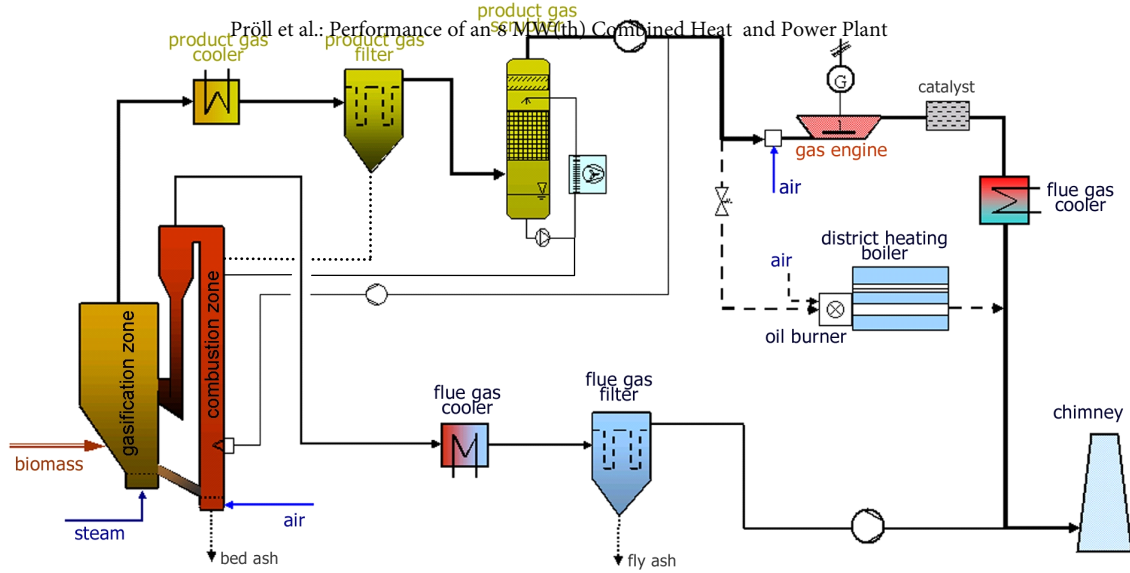 product gas
scrubber
Pröll et al.: Performance of an 8 MW(th) Combined Heat and Power Plant
product gas
cooler
product gas
filter
G
catalyst
gas engine
air
flue gas
cooler
district heating
boiler
air
oil burner
gasification zone
combustion zone
flue gas
cooler
flue gas
filter
chimney
biomass
steam
air
bed ash
fly ash